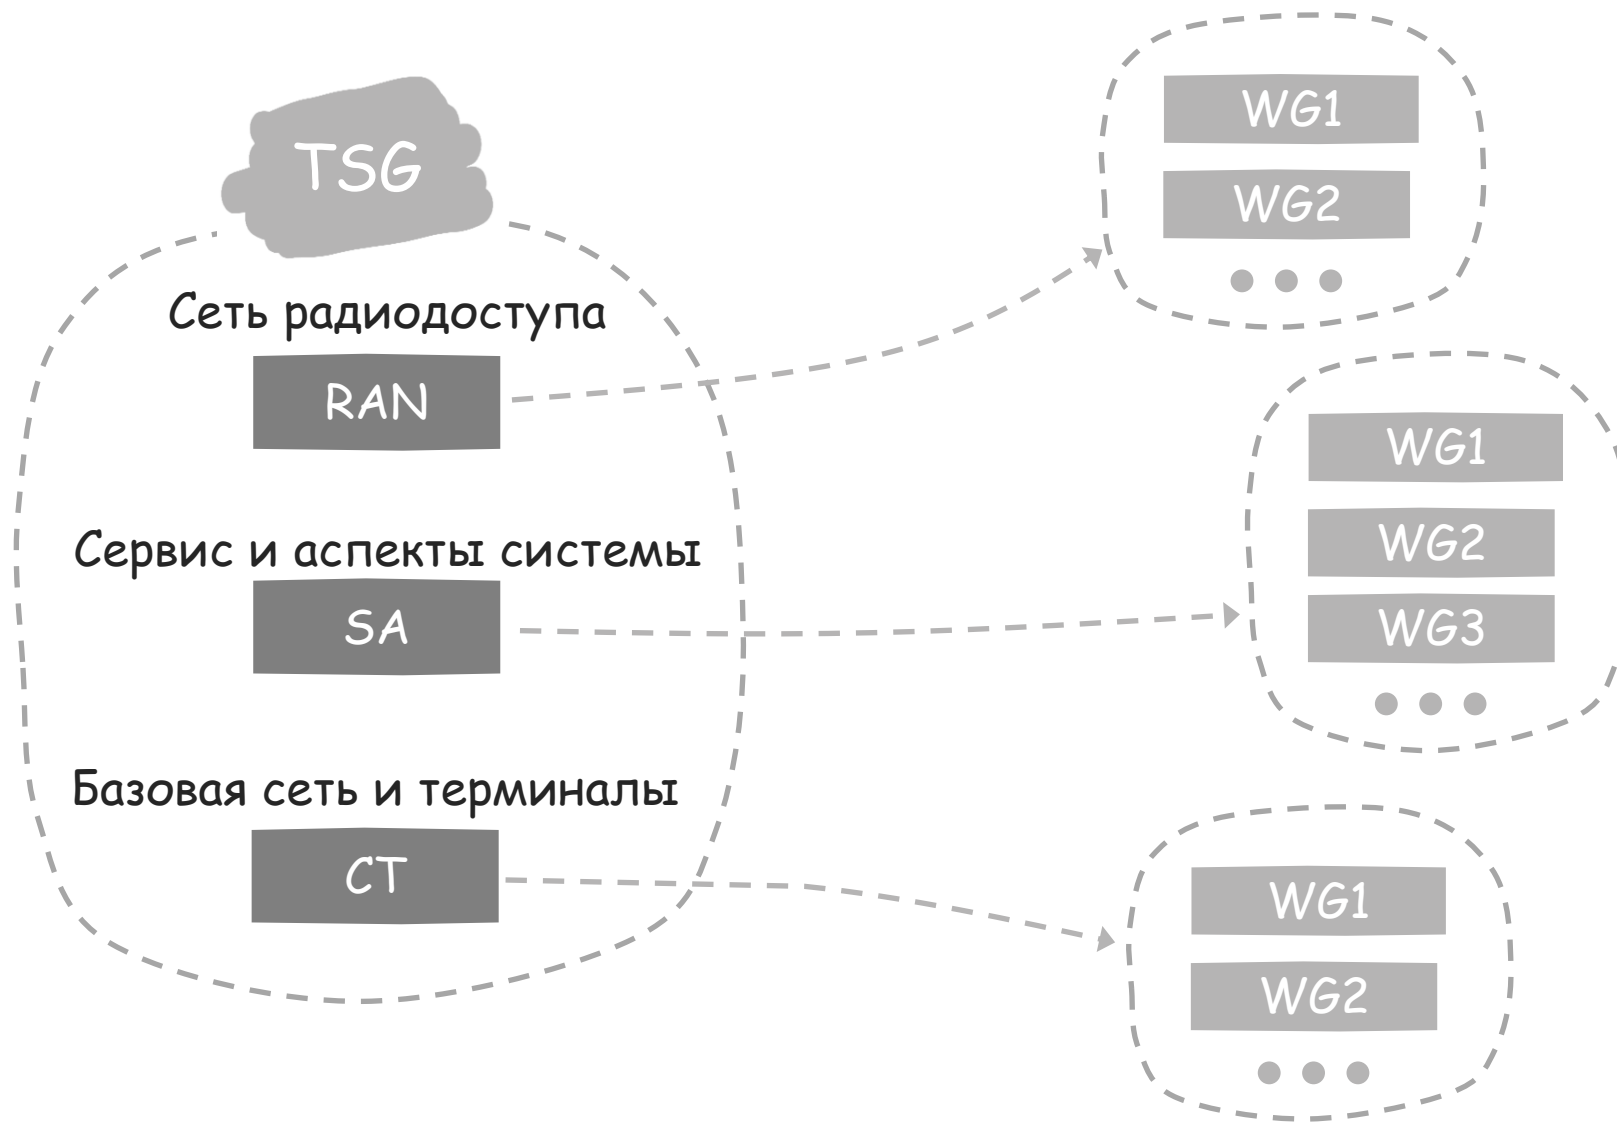 TSG
Сеть радиодоступа
RAN
Сервис и аспекты системы
SA
Базовая сеть и терминалы
CT
WG1
WG2
WG1
WG2
WG3
WG1
WG2